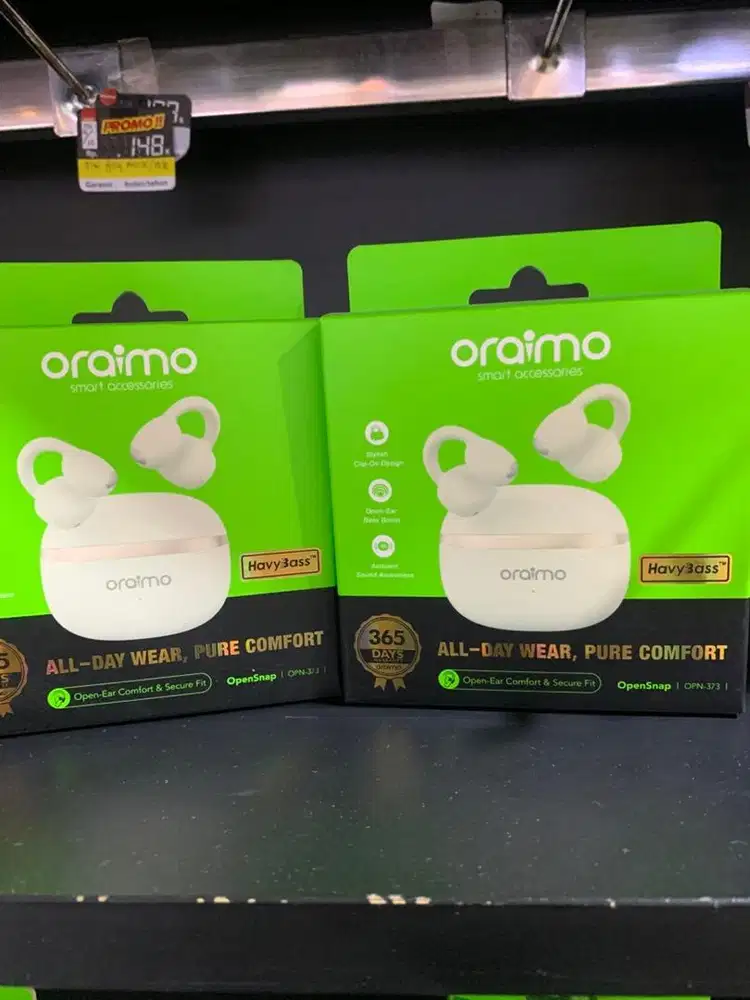 PROMO!!
148
oraimo
smart accessories
oraimo
HavyBass™
ALL-DAY WEAR, PURE COMFORT
Open-Ear Comfort & Secure Fit
OpenSnap | OPN-373 |
oraimo
smart accessories
Stylish
Clip-On Design
Open-Ear
Bass Boost
Ambient
Sound Awareness
oraimo
HavyBass™
365
DAYS
ALL-DAY WEAR, PURE COMFORT
Open-Ear Comfort & Secure Fit
OpenSnap | OPN-373 |